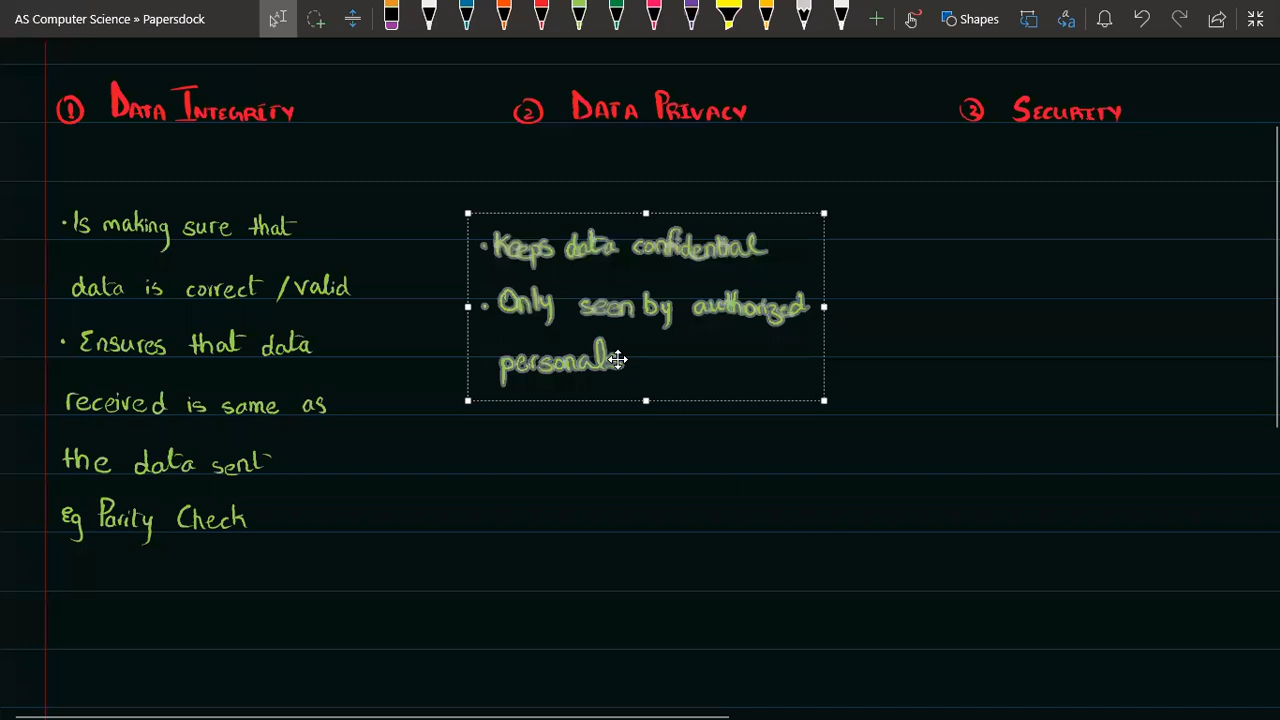 AS Computer Science » Papersdock
Shapes
① DATA INTEGRITY
② DATA PRIVACY
③ SECURITY
· Is making sure that
data is correct / valid
· Ensures that data
received is same as
the data sent
eg Parity Check
· Keeps data confidential
· Only seen by authorized
personals